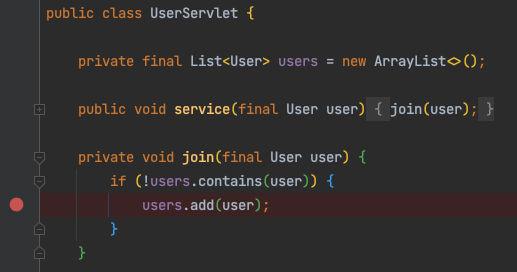 public class UserServlet {
private final List<User> users = new ArrayList<>();
public void service(final User user) { join(user); }
private void join(final User user) {
if (!users.contains(user)) {
users.add(user);
}
}